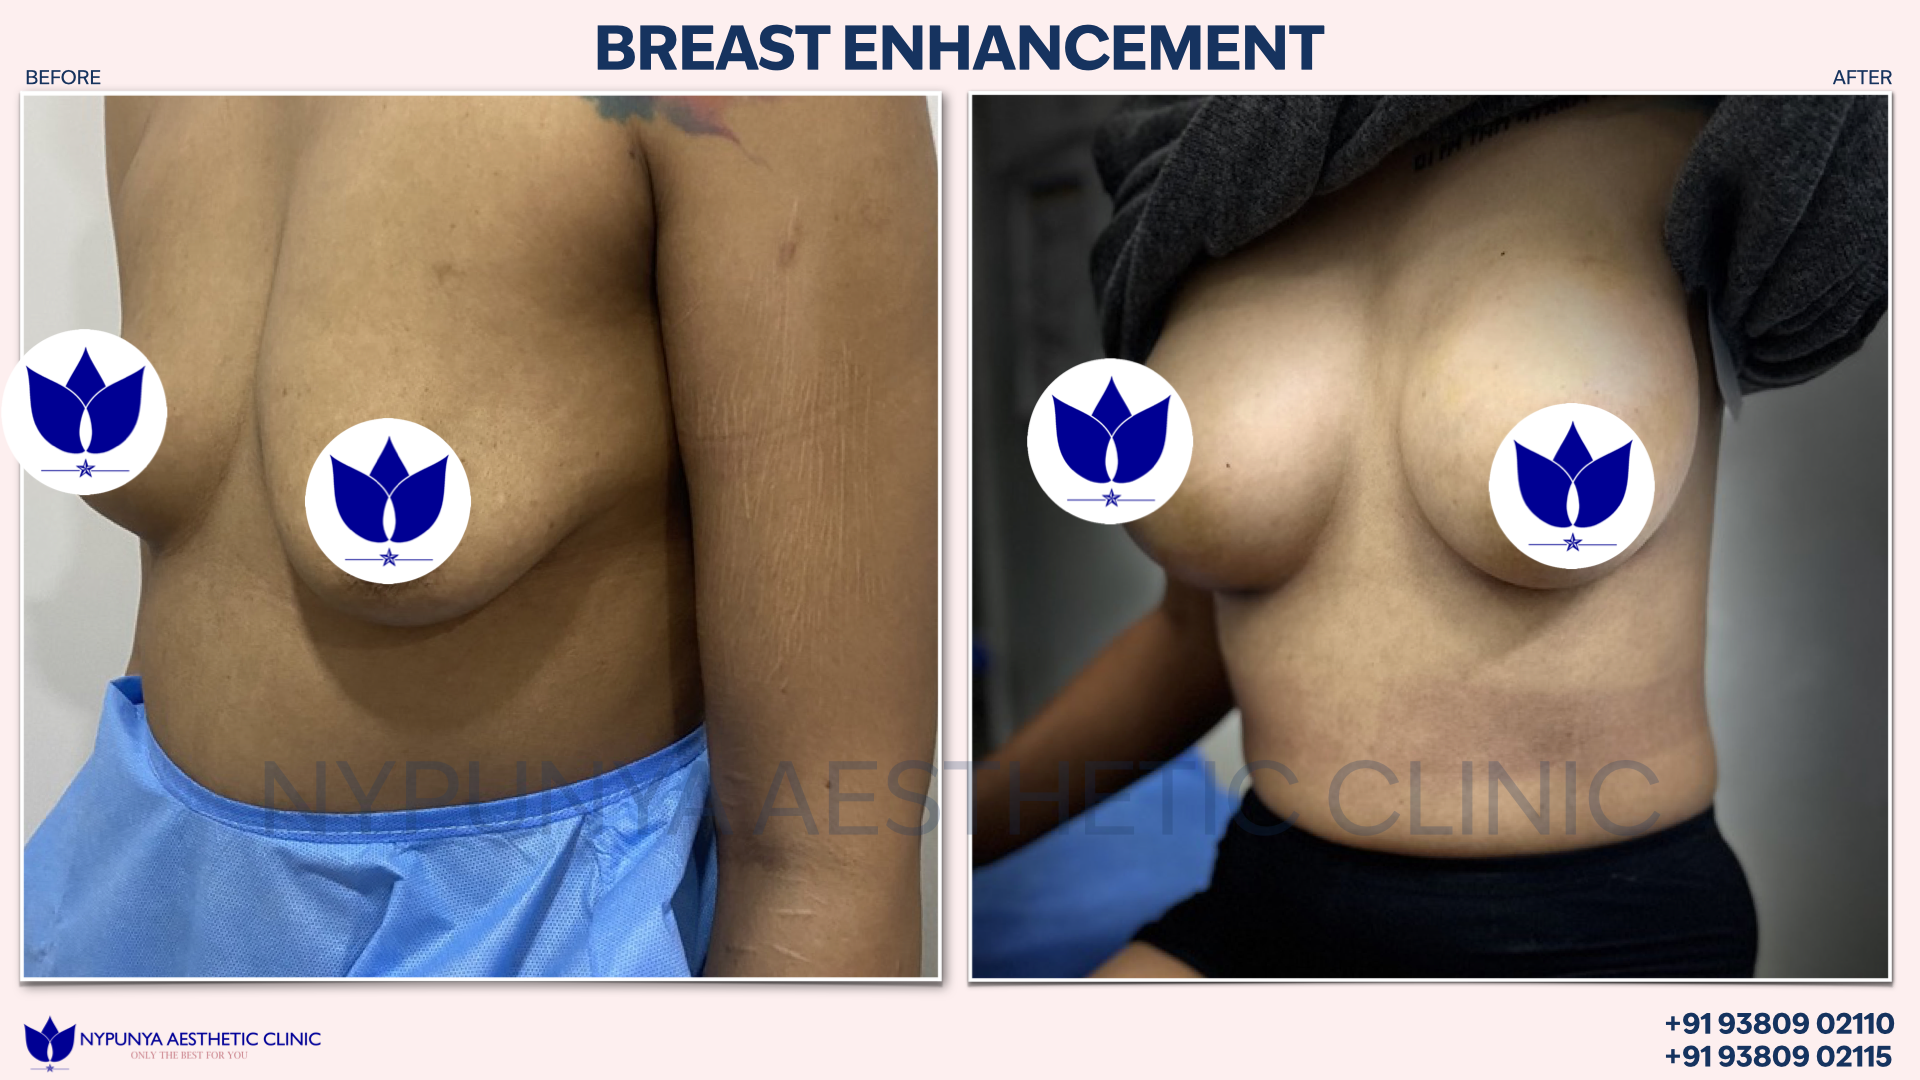 BREAST ENHANCEMENT
BEFORE
AFTER
NYPUNYA AESTHETIC CLINIC
NYPUNYA AESTHETIC CLINIC
ONLY THE BEST FOR YOU
+91 93809 02110
+91 93809 02115